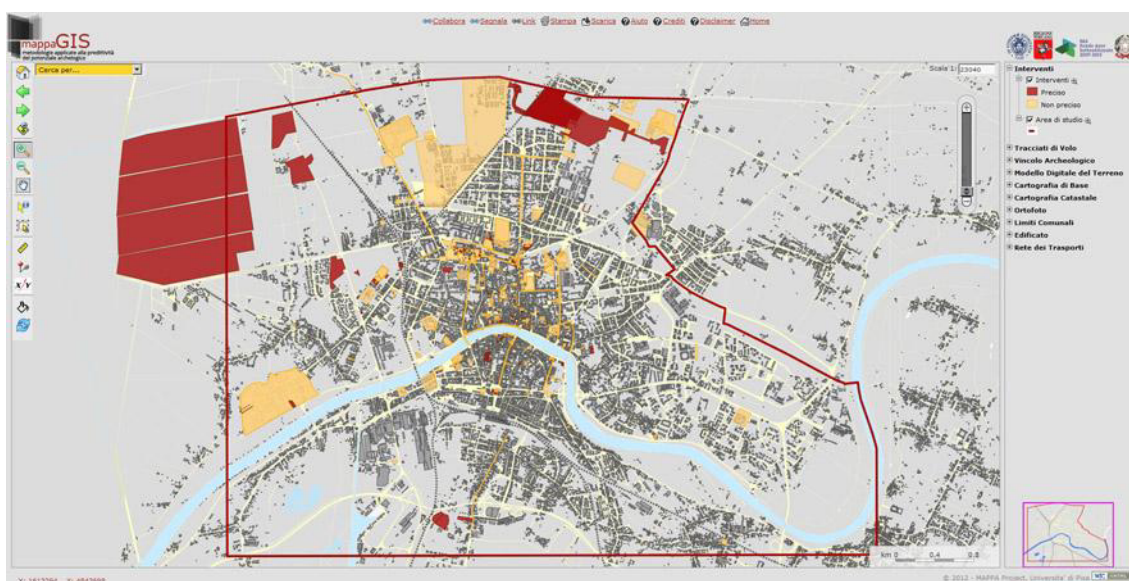 Collabora Segnala Link Stampa Scarica Aiuto Crediti Disclaimer Home
mappaGIS
metodologie applicate alla predittività
del potenziale archeologico
Cerca per...
Scala 1: 23040
Interventi
Interventi
Preciso
Non preciso
Area di studio
Tracciati di Volo
Vincolo Archeologico
Modello Digitale del Terreno
Cartografia di Base
Cartografia Catastale
Ortofoto
Limiti Comunali
Edificato
Rete dei Trasporti
X/Y
km 0 0.4 0.8
© 2012 - MAPPA Project, Universita' di Pisa W3C